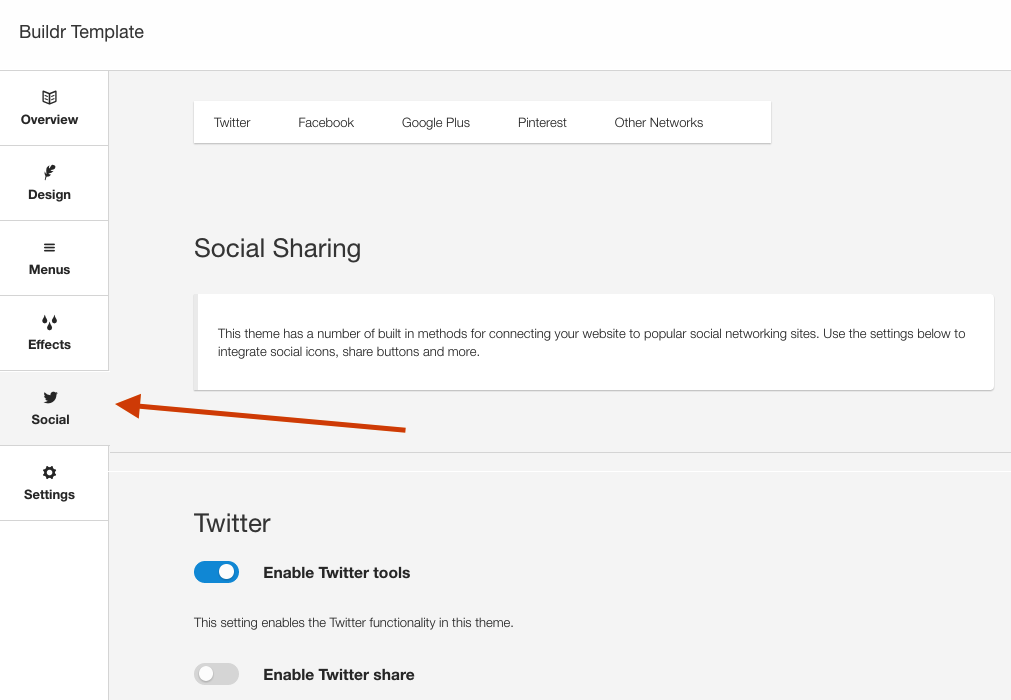 Buildr Template
Overview
Design
Menus
Effects
Social
Settings
Twitter Facebook Google Plus Pinterest Other Networks
Social Sharing
This theme has a number of built in methods for connecting your website to popular social networking sites. Use the settings below to
integrate social icons, share buttons and more.
Twitter
Enable Twitter tools
This setting enables the Twitter functionality in this theme.
Enable Twitter share